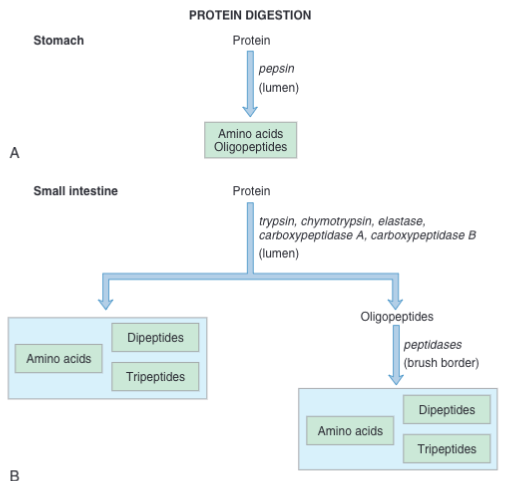 PROTEIN DIGESTION
Stomach
Protein
pepsin
(lumen)
Amino acids
Oligopeptides
A
Small intestine
Protein
trypsin, chymotrypsin, elastase,
carboxypeptidase A, carboxypeptidase B
(lumen)
Oligopeptides
Dipeptides
Amino acids
Tripeptides
peptidases
(brush border)
Dipeptides
Amino acids
Tripeptides
B